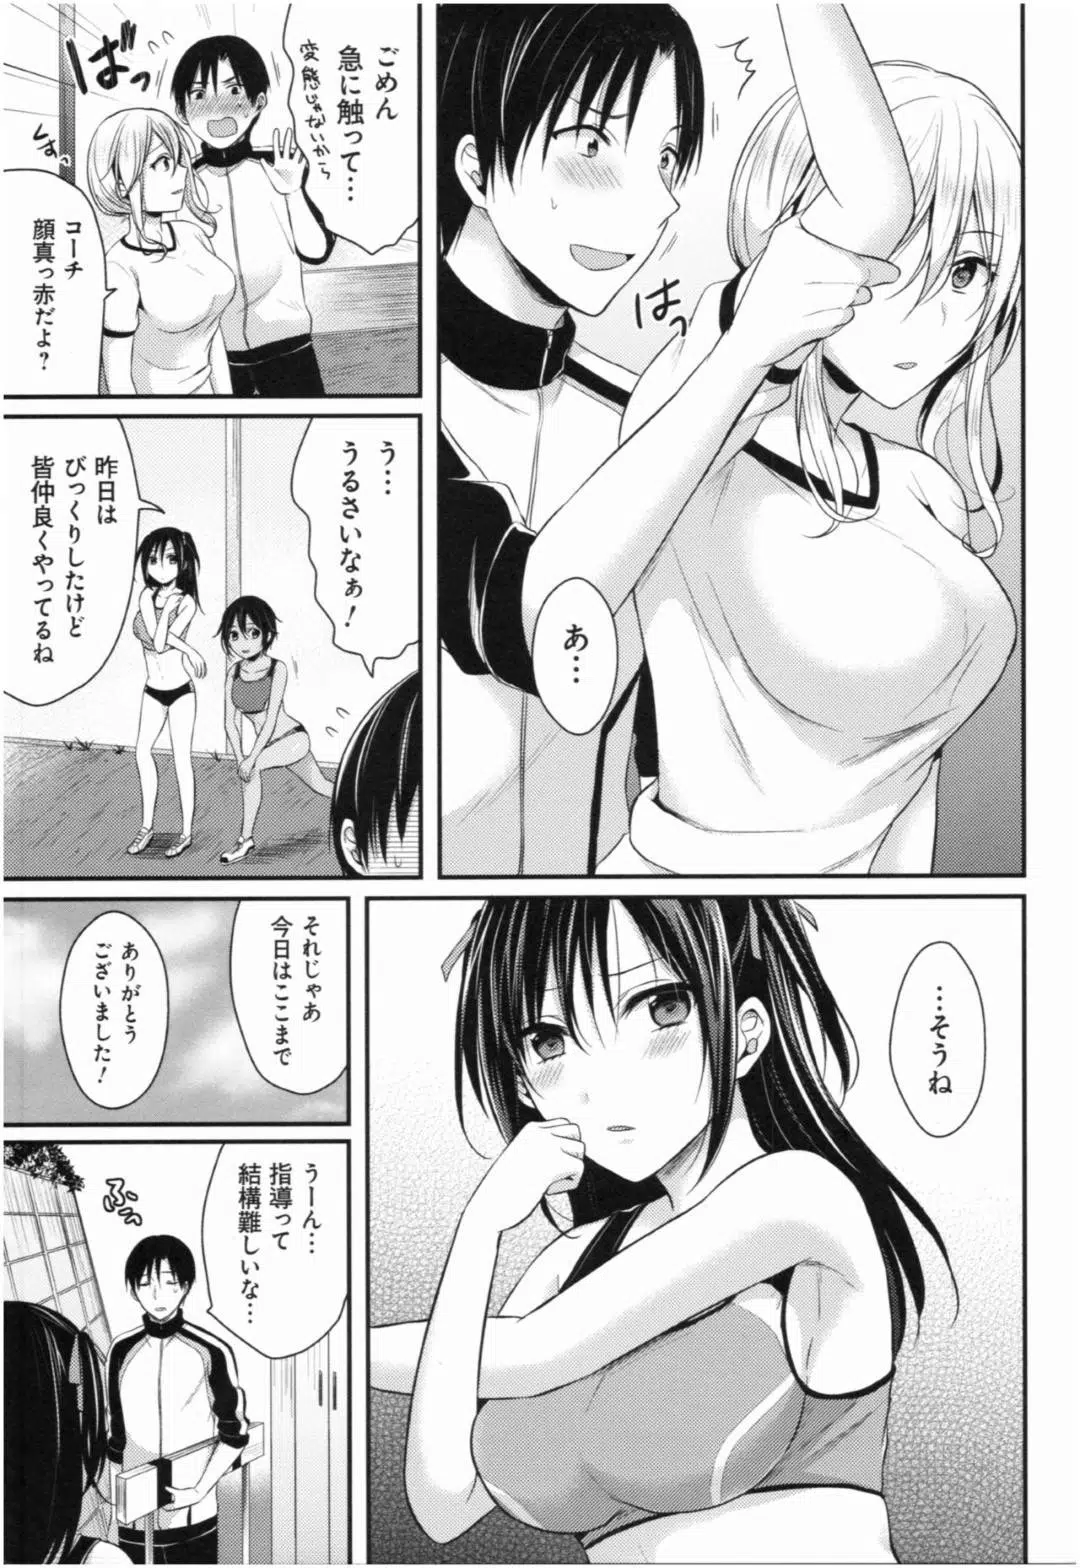 はっ
あ…
ばっ
ごめん
急に触って…
変態じゃないから
くすっ
コーチ
顔真っ赤だよ？
う…
うるさいなぁ！
昨日は
びっくりしたけど
皆仲良くやってるね
…そうね
それじゃあ
今日はここまで
ありがとう
ございました！
うーん…
指導って
結構難しいな…
ふっ